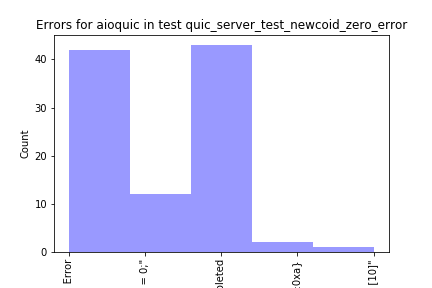 Errors for aioquic in test quic_server_test_newcoid_zero_error
40
30
20
10
0
Count
Error
= 0;"
oleted
:0xa}
[10]"